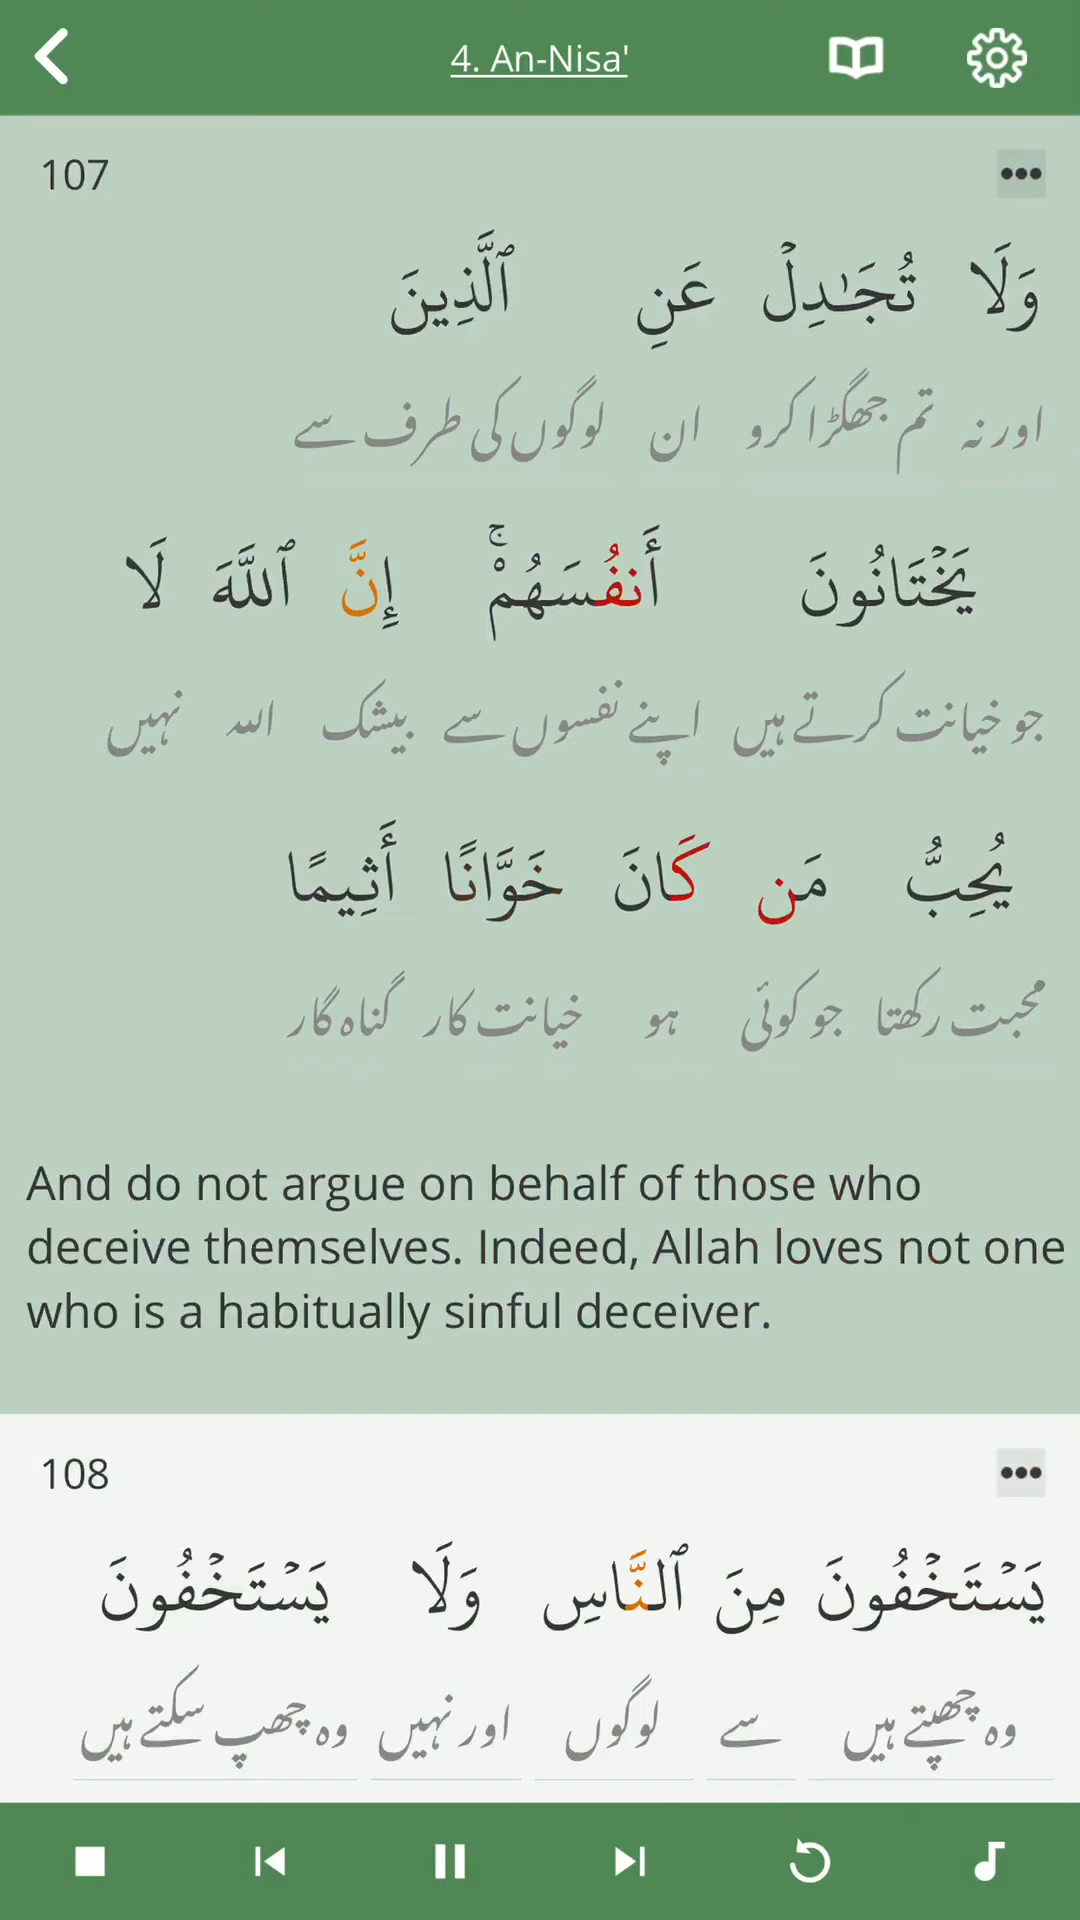 4. An-Nisa'
107
وَلَا تُجَـٰدِلْ عَنِ ٱلَّذِينَ
اور نہ تم جھگڑا کرو ان لوگوں کی طرف سے
يَخْتَانُونَ أَنفُسَهُمْ ۚ إِنَّ ٱللَّهَ لَا
جو خیانت کرتے ہیں اپنے نفسوں سے بیشک اللہ نہیں
يُحِبُّ مَن كَانَ خَوَّانًا أَثِيمًا
محبت رکھتا جو کوئی ہو خیانت کار گناہ گار
And do not argue on behalf of those who
deceive themselves. Indeed, Allah loves not one
who is a habitually sinful deceiver.
108
يَسْتَخْفُونَ مِنَ ٱلنَّاسِ وَلَا يَسْتَخْفُونَ
وہ چھپتے ہیں سے لوگوں اور نہیں وہ چھپ سکتے ہیں